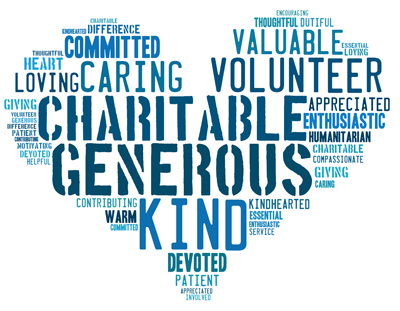 CHARITABLE
ENCOURAGING
KINDHEARTED DIFFERENCE
THOUGHTFUL DUTIFUL
COMMITTED
VALUABLE ESSENTIAL
LOVING
THOUGHTFUL
HEART
LOVING CARING
VOLUNTEER
GIVING
CHARITABLE
APPRECIATED
VOLUNTEER
GENEROUS
ENTHUSIASTIC
DIFFERENCE
PATIENT
HUMANITARIAN
CONTRIBUTING
MOTIVATING
GENEROUS
CHARITABLE
DEVOTED
COMPASSIONATE
HELPFUL
GIVING
CARING
CONTRIBUTING
KIND
KINDHEARTED
WARM
ESSENTIAL
COMMITTED
ENTHUSIASTIC
SERVICE
DEVOTED
PATIENT
APPRECIATED
INVOLVED